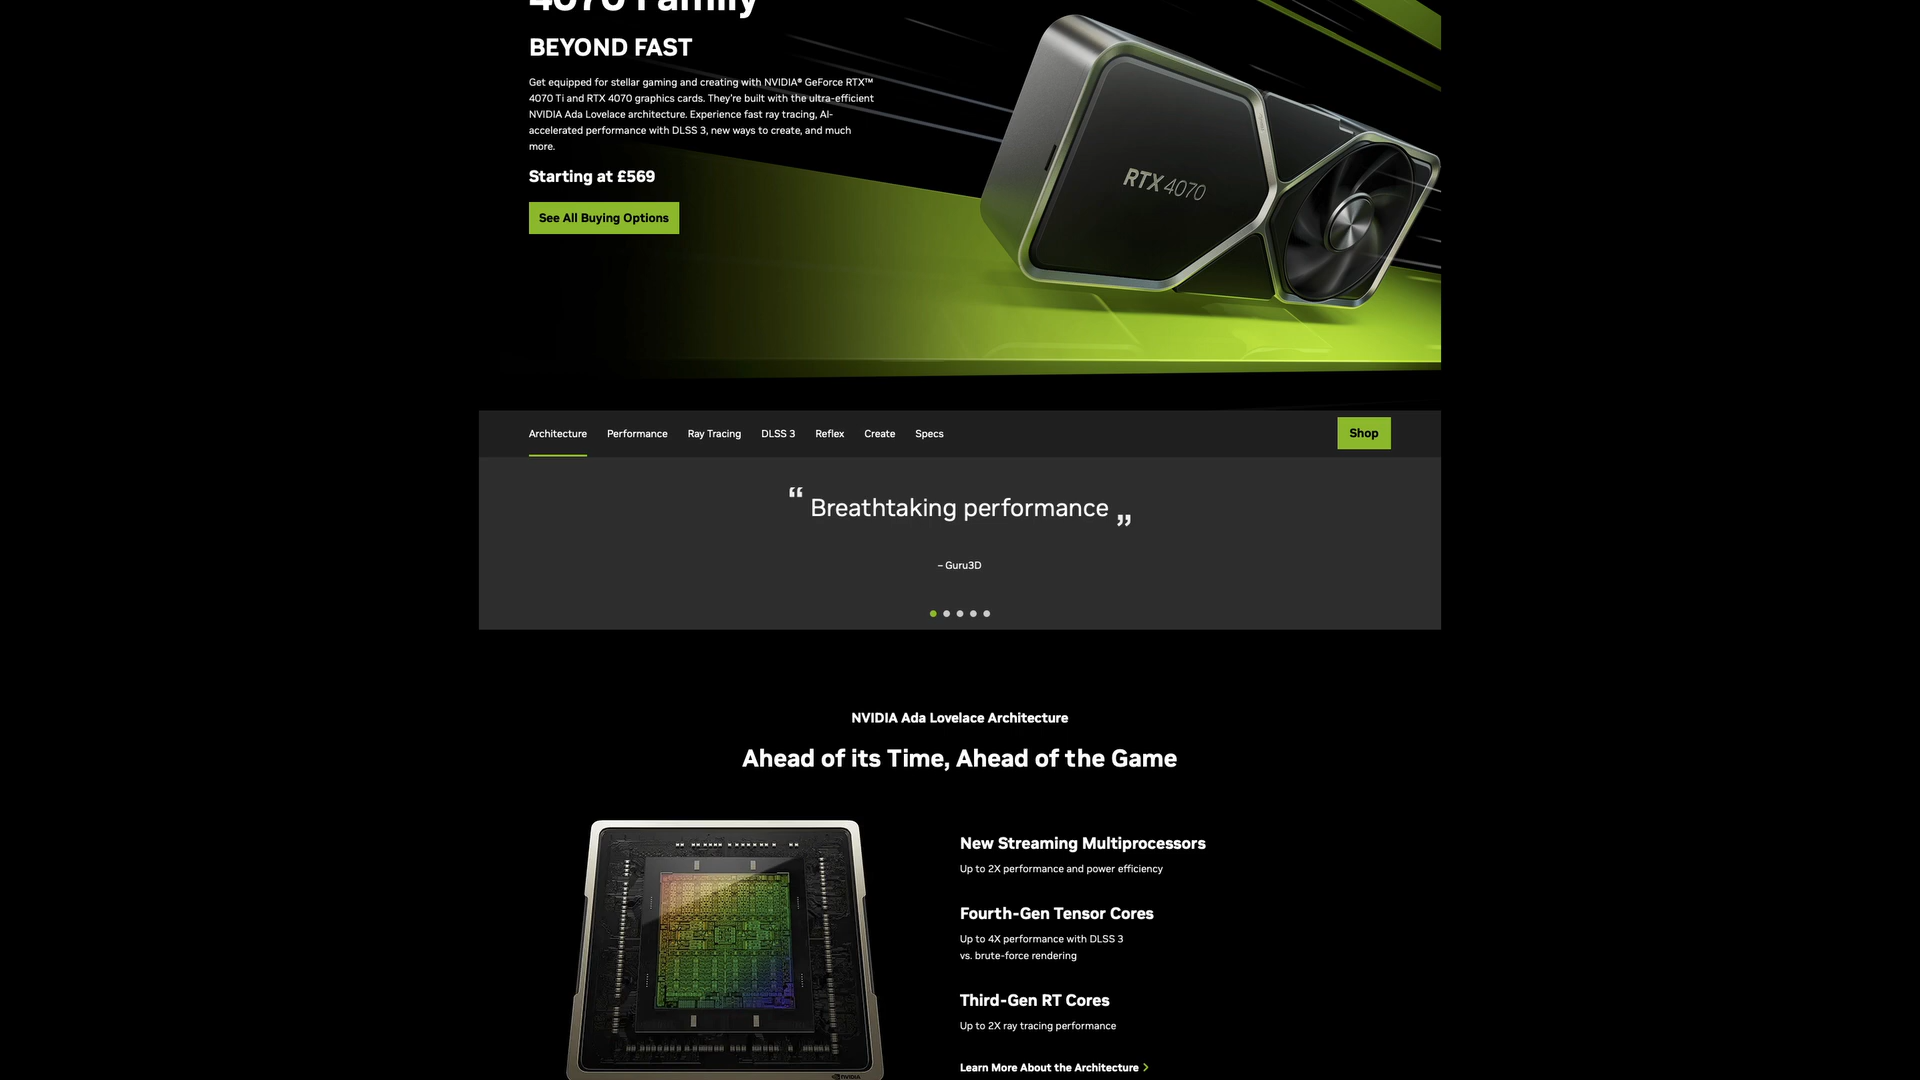 4070 Family
BEYOND FAST
Get equipped for stellar gaming and creating with NVIDIA® GeForce RTX™
4070 Ti and RTX 4070 graphics cards. They're built with the ultra-efficient
NVIDIA Ada Lovelace architecture. Experience fast ray tracing, AI-
accelerated performance with DLSS 3, new ways to create, and much
more.
Starting at £569
See All Buying Options
RTX 4070
Architecture Performance Ray Tracing DLSS 3 Reflex Create Specs Shop
“ Breathtaking performance ”
– Guru3D
NVIDIA Ada Lovelace Architecture
Ahead of its Time, Ahead of the Game
New Streaming Multiprocessors
Up to 2X performance and power efficiency
Fourth-Gen Tensor Cores
Up to 4X performance with DLSS 3
vs. brute-force rendering
Third-Gen RT Cores
Up to 2X ray tracing performance
Learn More About the Architecture
NVIDIA